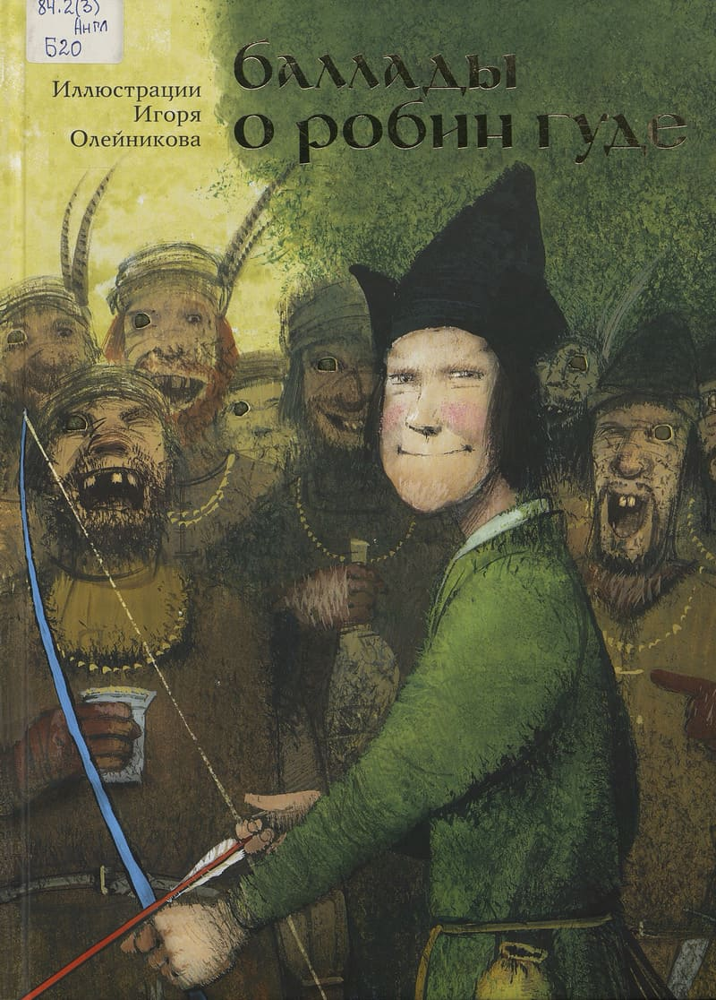 84.2(3)
Англ
Б20
Иллюстрации
Игоря
Олейникова
баллады
о робин гуде